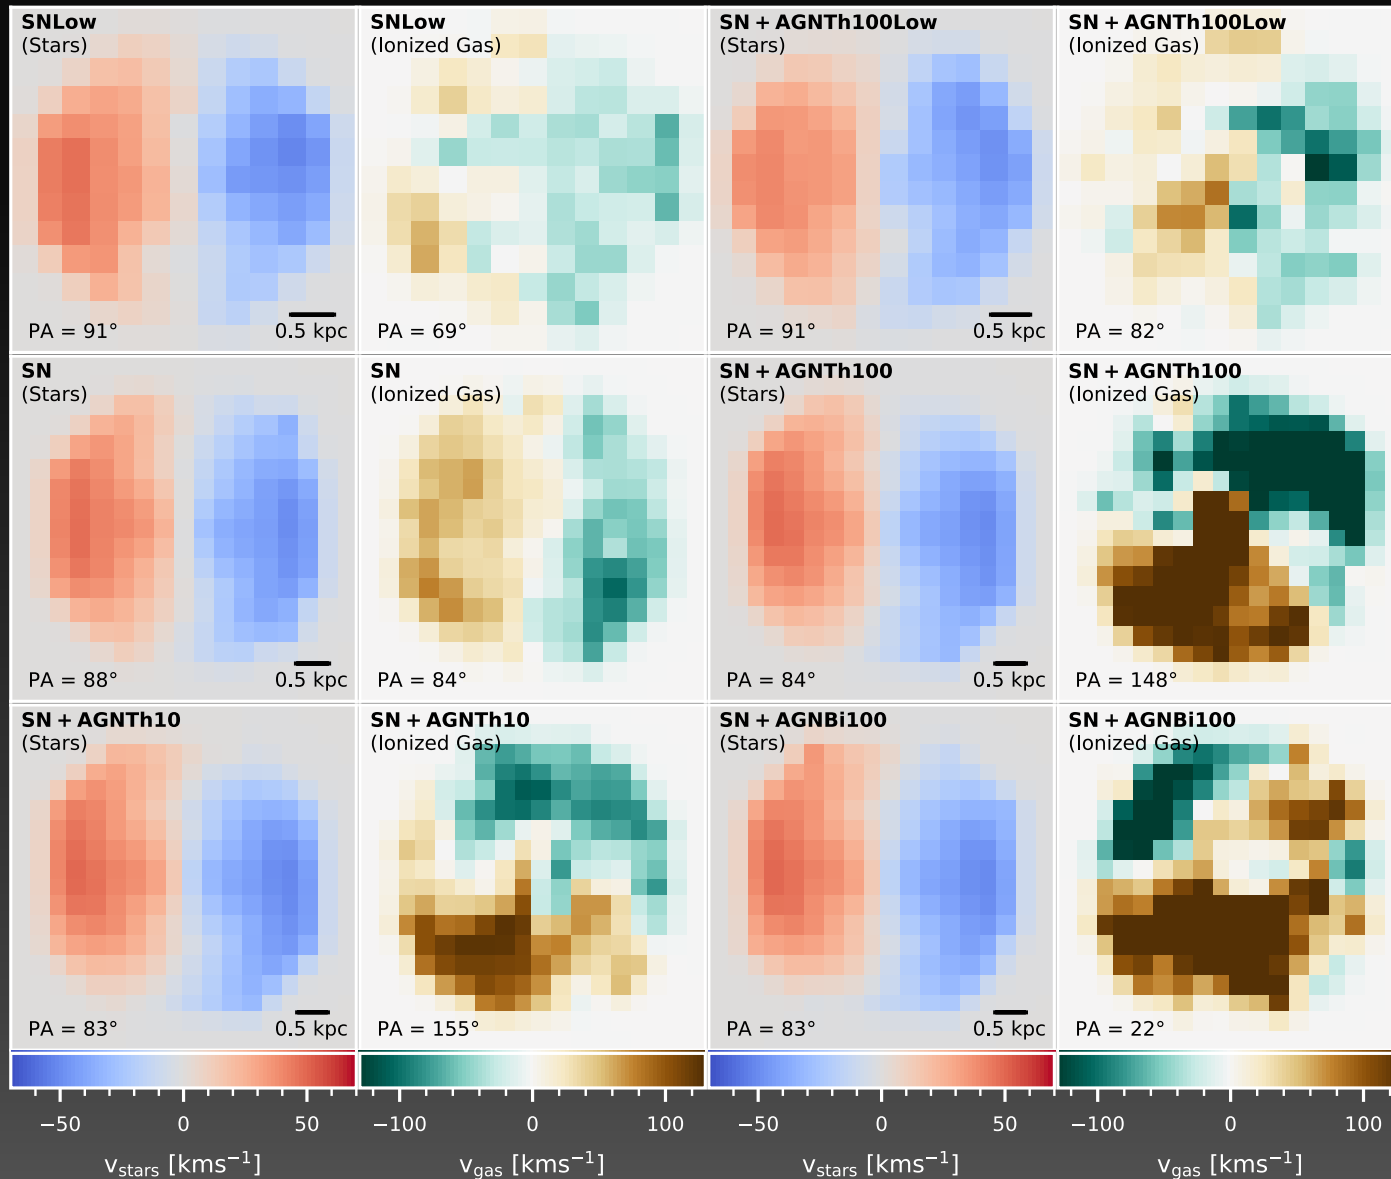 SNLow
(Stars)
PA = 91°
0.5 kpc
SNLow
(Ionized Gas)
PA = 69°
SN + AGNTh100Low
(Stars)
PA = 91°
0.5 kpc
SN + AGNTh100Low
(Ionized Gas)
PA = 82°
SN
(Stars)
PA = 88°
0.5 kpc
SN
(Ionized Gas)
PA = 84°
SN + AGNTh100
(Stars)
PA = 84°
0.5 kpc
SN + AGNTh100
(Ionized Gas)
PA = 148°
SN + AGNTh10
(Stars)
PA = 83°
0.5 kpc
SN + AGNTh10
(Ionized Gas)
PA = 155°
SN + AGNBi100
(Stars)
PA = 83°
0.5 kpc
SN + AGNBi100
(Ionized Gas)
PA = 22°
−50 0 50
v_stars [kms⁻¹]
−100 0 100
v_gas [kms⁻¹]
−50 0 50
v_stars [kms⁻¹]
−100 0 100
v_gas [kms⁻¹]